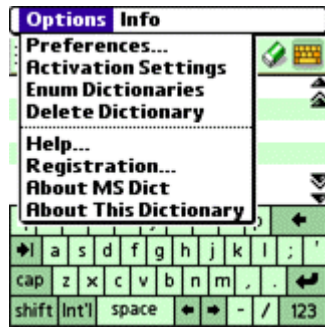 Options Info
Preferences...
Activation Settings
Enum Dictionaries
Delete Dictionary
Help...
Registration...
About MS Dict
About This Dictionary
a s d f g h j k l ; '
cap z x c v b n m , .
shift Int'l space - / 123